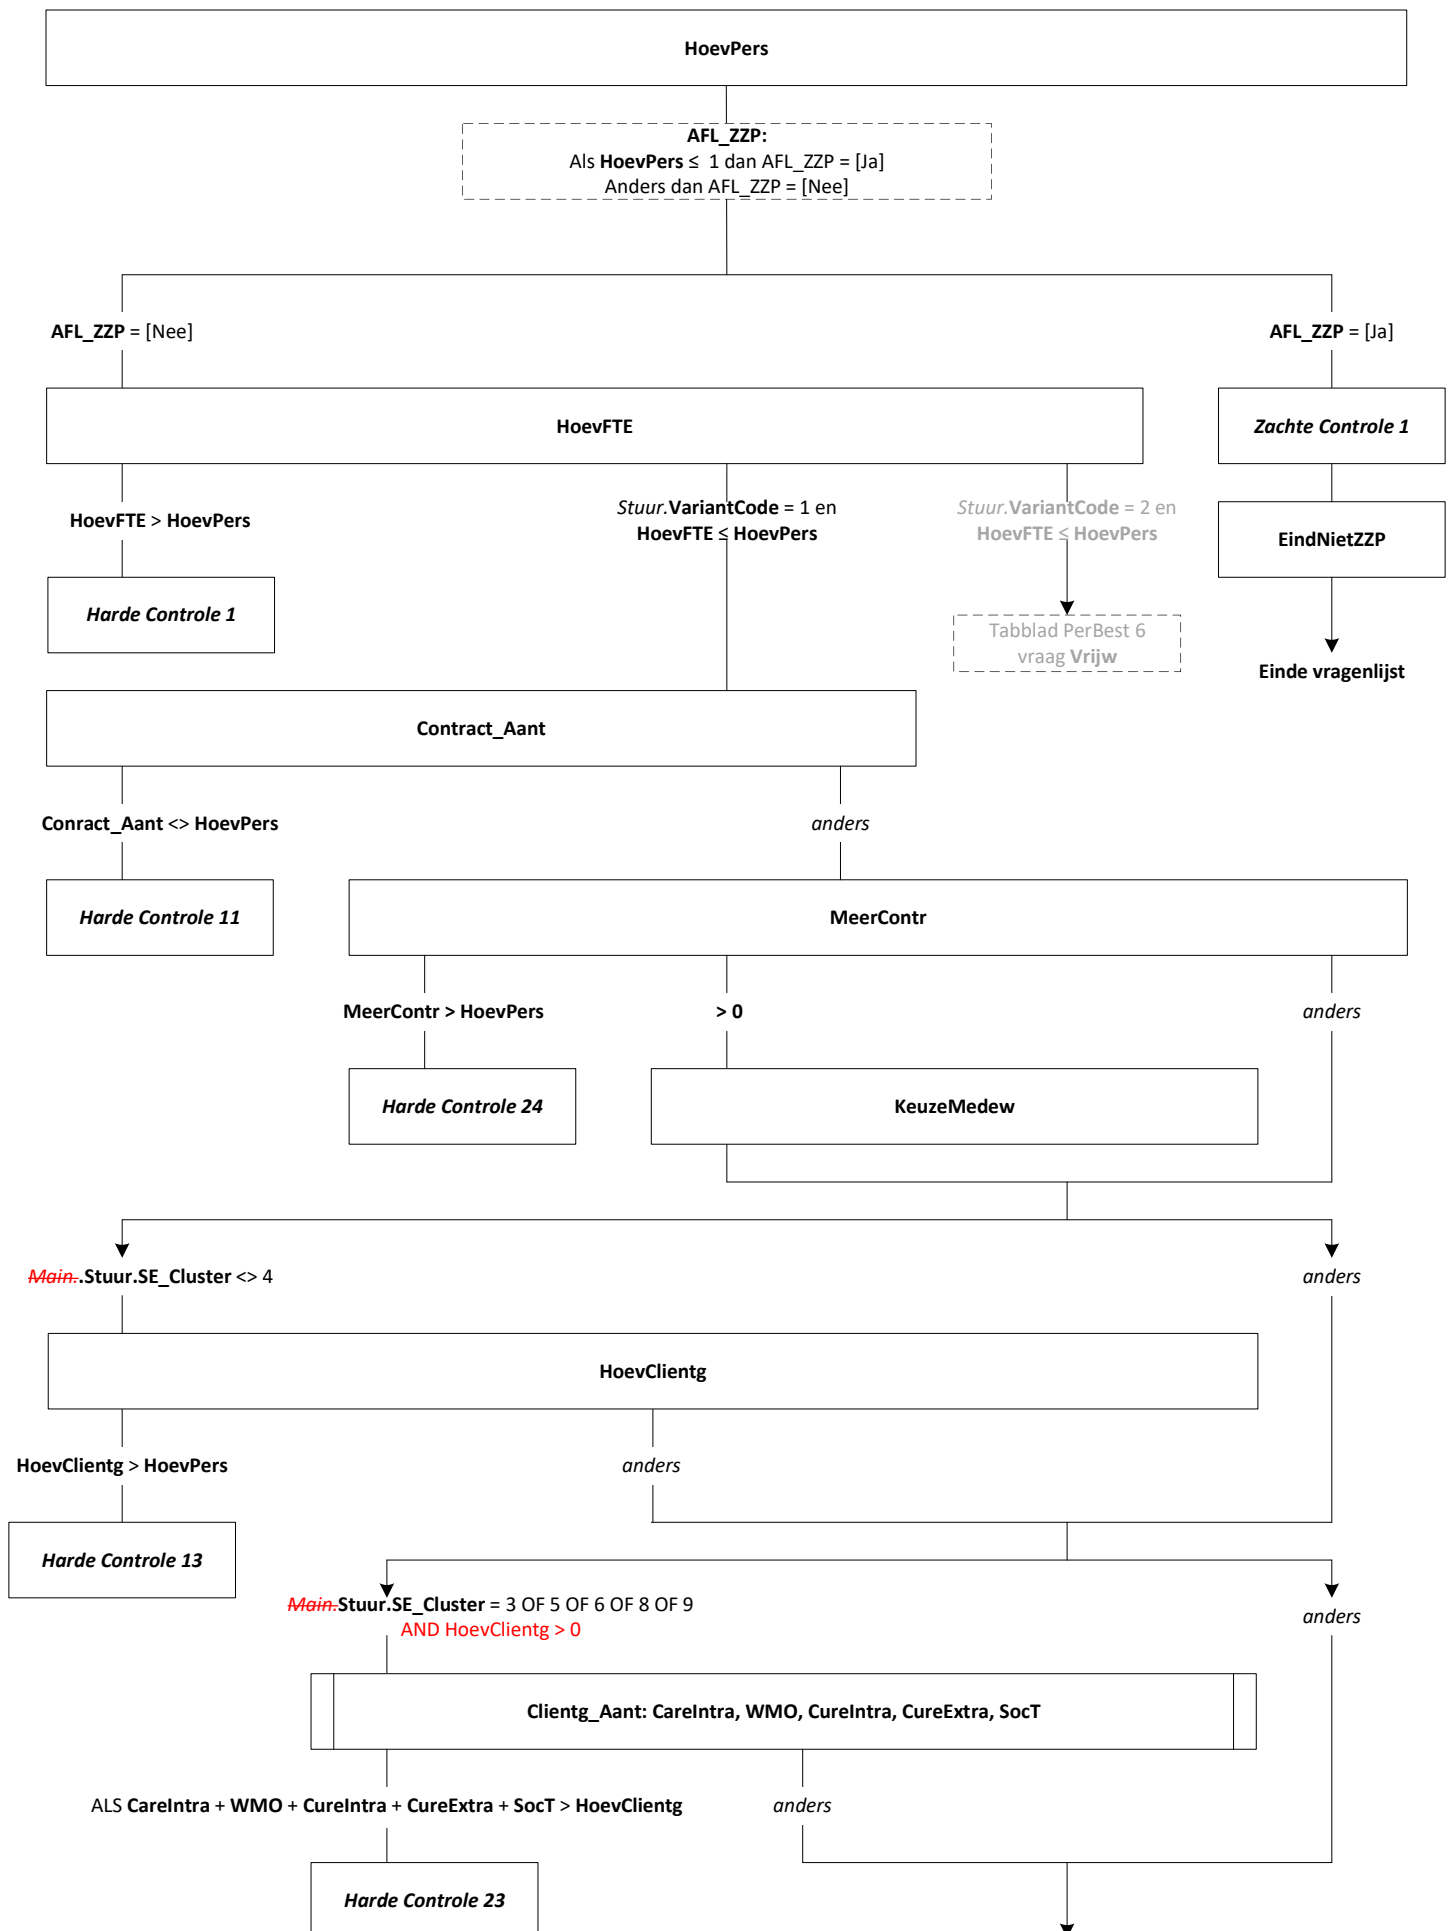 HoevPers
AFL_ZZP:
Als HoevPers ≤ 1 dan AFL_ZZP = [Ja]
Anders dan AFL_ZZP = [Nee]
AFL_ZZP = [Nee]
AFL_ZZP = [Ja]
HoevFTE
Zachte Controle 1
HoevFTE > HoevPers
Stuur.VariantCode = 1 en
HoevFTE ≤ HoevPers
Stuur.VariantCode = 2 en
HoevFTE ≤ HoevPers
EindNietZZP
Harde Controle 1
Tabblad PerBest 6
vraag Vrijw
Einde vragenlijst
Contract_Aant
Conract_Aant <> HoevPers
anders
Harde Controle 11
MeerContr
MeerContr > HoevPers
> 0
anders
Harde Controle 24
KeuzeMedew
Main..Stuur.SE_Cluster <> 4
anders
HoevClientg
HoevClientg > HoevPers
anders
Harde Controle 13
Main.Stuur.SE_Cluster = 3 OF 5 OF 6 OF 8 OF 9
AND HoevClientg > 0
anders
Clientg_Aant: CareIntra, WMO, CureIntra, CureExtra, SocT
ALS CareIntra + WMO + CureIntra + CureExtra + SocT > HoevClientg
anders
Harde Controle 23